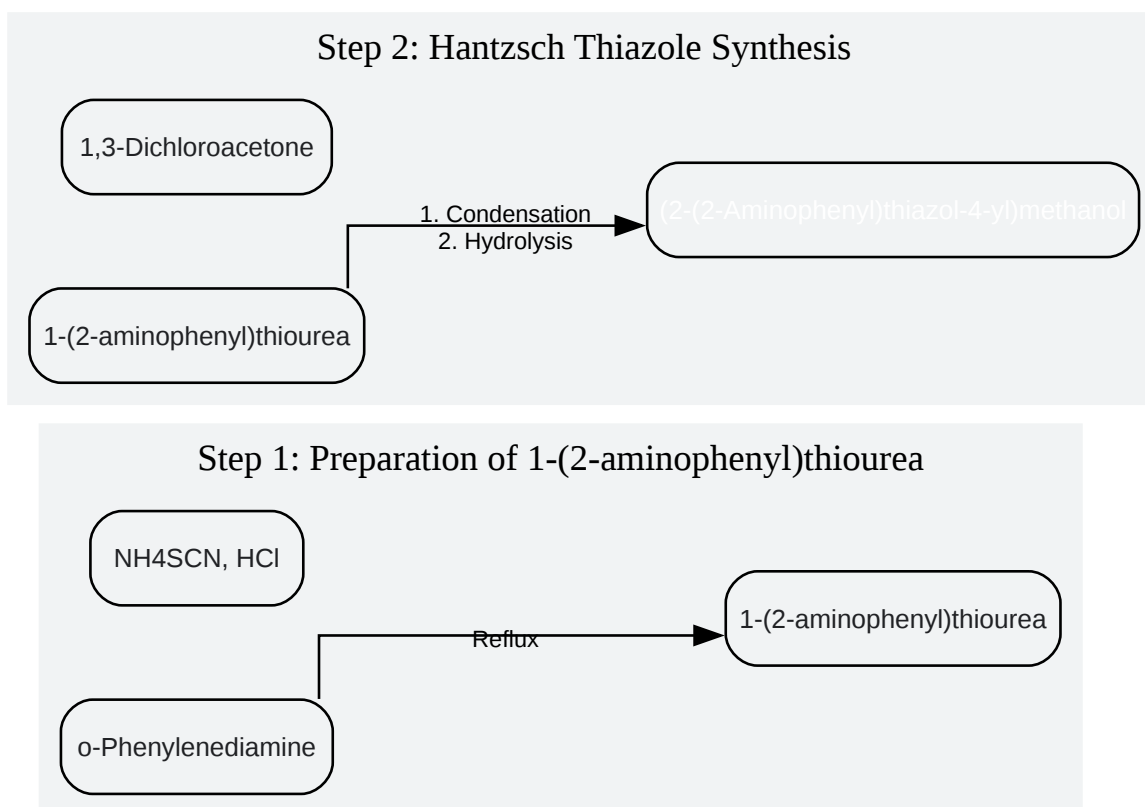 Step 2: Hantzsch Thiazole Synthesis
1,3-Dichloroacetone
1. Condensation
2. Hydrolysis
(2-(2-Aminophenyl)thiazol-4-yl)methanol
1-(2-aminophenyl)thiourea
Step 1: Preparation of 1-(2-aminophenyl)thiourea
NH4SCN, HCl
1-(2-aminophenyl)thiourea
Reflux
o-Phenylenediamine